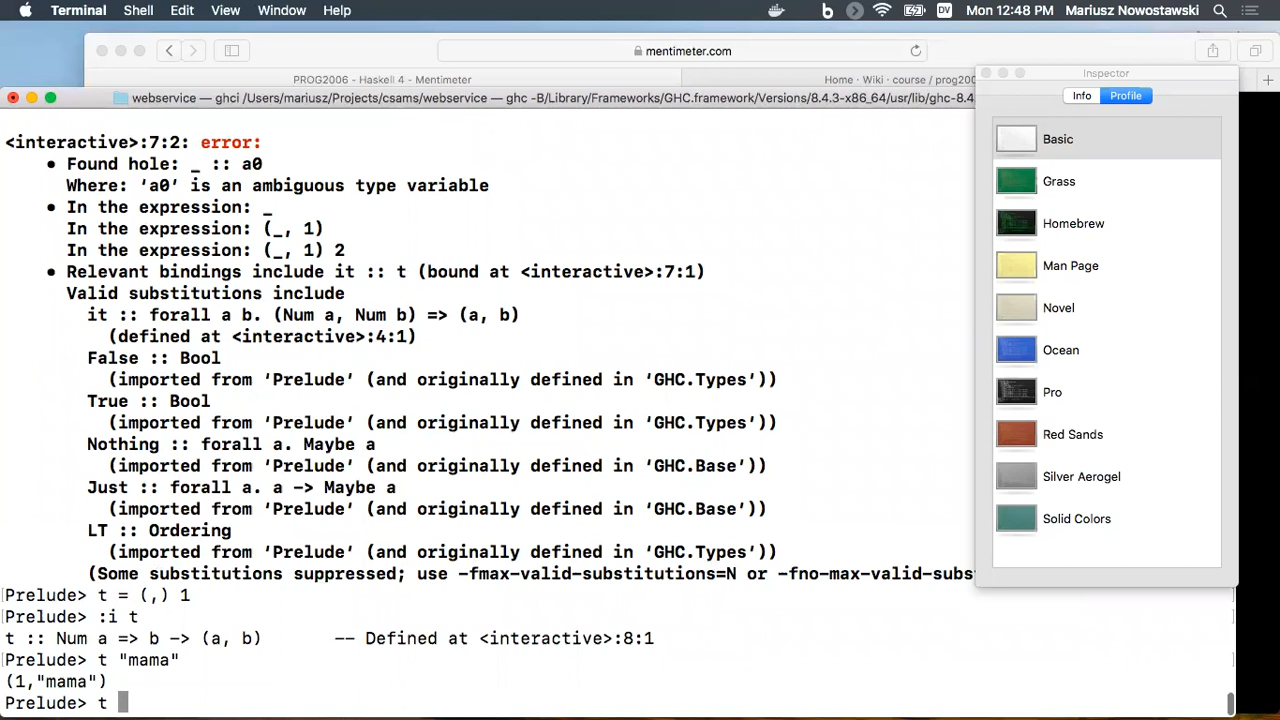 Terminal Shell Edit View Window Help DV Mon 12:48 PM Mariusz Nowostawski
mentimeter.com
PROG2006 - Haskell 4 - Mentimeter
Home · Wiki · course / prog200
webservice — ghci /Users/mariusz/Projects/csams/webservice — ghc -B/Library/Frameworks/GHC.framework/Versions/8.4.3-x86_64/usr/lib/ghc-8.4
Inspector
Info Profile
Basic
Grass
Homebrew
Man Page
Novel
Ocean
Pro
Red Sands
Silver Aerogel
Solid Colors
<interactive>:7:2: error:
• Found hole: _ :: a0
Where: ‘a0’ is an ambiguous type variable
• In the expression: _
In the expression: (_, 1)
In the expression: (_, 1) 2
• Relevant bindings include it :: t (bound at <interactive>:7:1)
Valid substitutions include
it :: forall a b. (Num a, Num b) => (a, b)
(defined at <interactive>:4:1)
False :: Bool
(imported from ‘Prelude’ (and originally defined in ‘GHC.Types’))
True :: Bool
(imported from ‘Prelude’ (and originally defined in ‘GHC.Types’))
Nothing :: forall a. Maybe a
(imported from ‘Prelude’ (and originally defined in ‘GHC.Base’))
Just :: forall a. a -> Maybe a
(imported from ‘Prelude’ (and originally defined in ‘GHC.Base’))
LT :: Ordering
(imported from ‘Prelude’ (and originally defined in ‘GHC.Types’))
(Some substitutions suppressed; use -fmax-valid-substitutions=N or -fno-max-valid-subst
Prelude> t = (,) 1
Prelude> :i t
t :: Num a => b -> (a, b) -- Defined at <interactive>:8:1
Prelude> t "mama"
(1,"mama")
Prelude> t